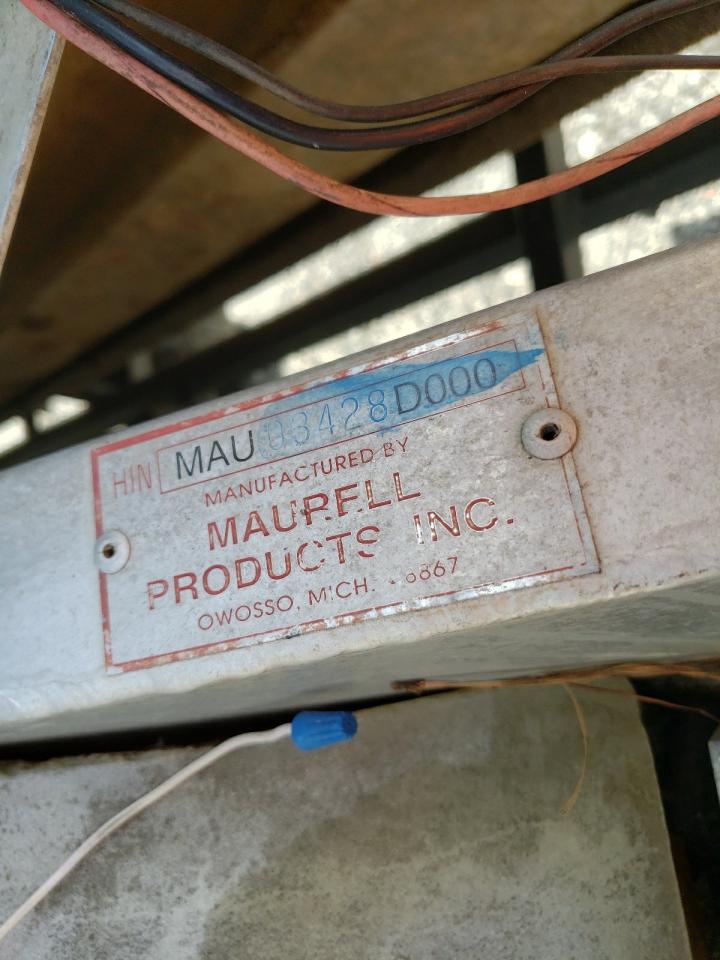 HIN MAU03428D000
MANUFACTURED BY
MAURELL
PRODUCTS INC.
OWOSSO, MICH.